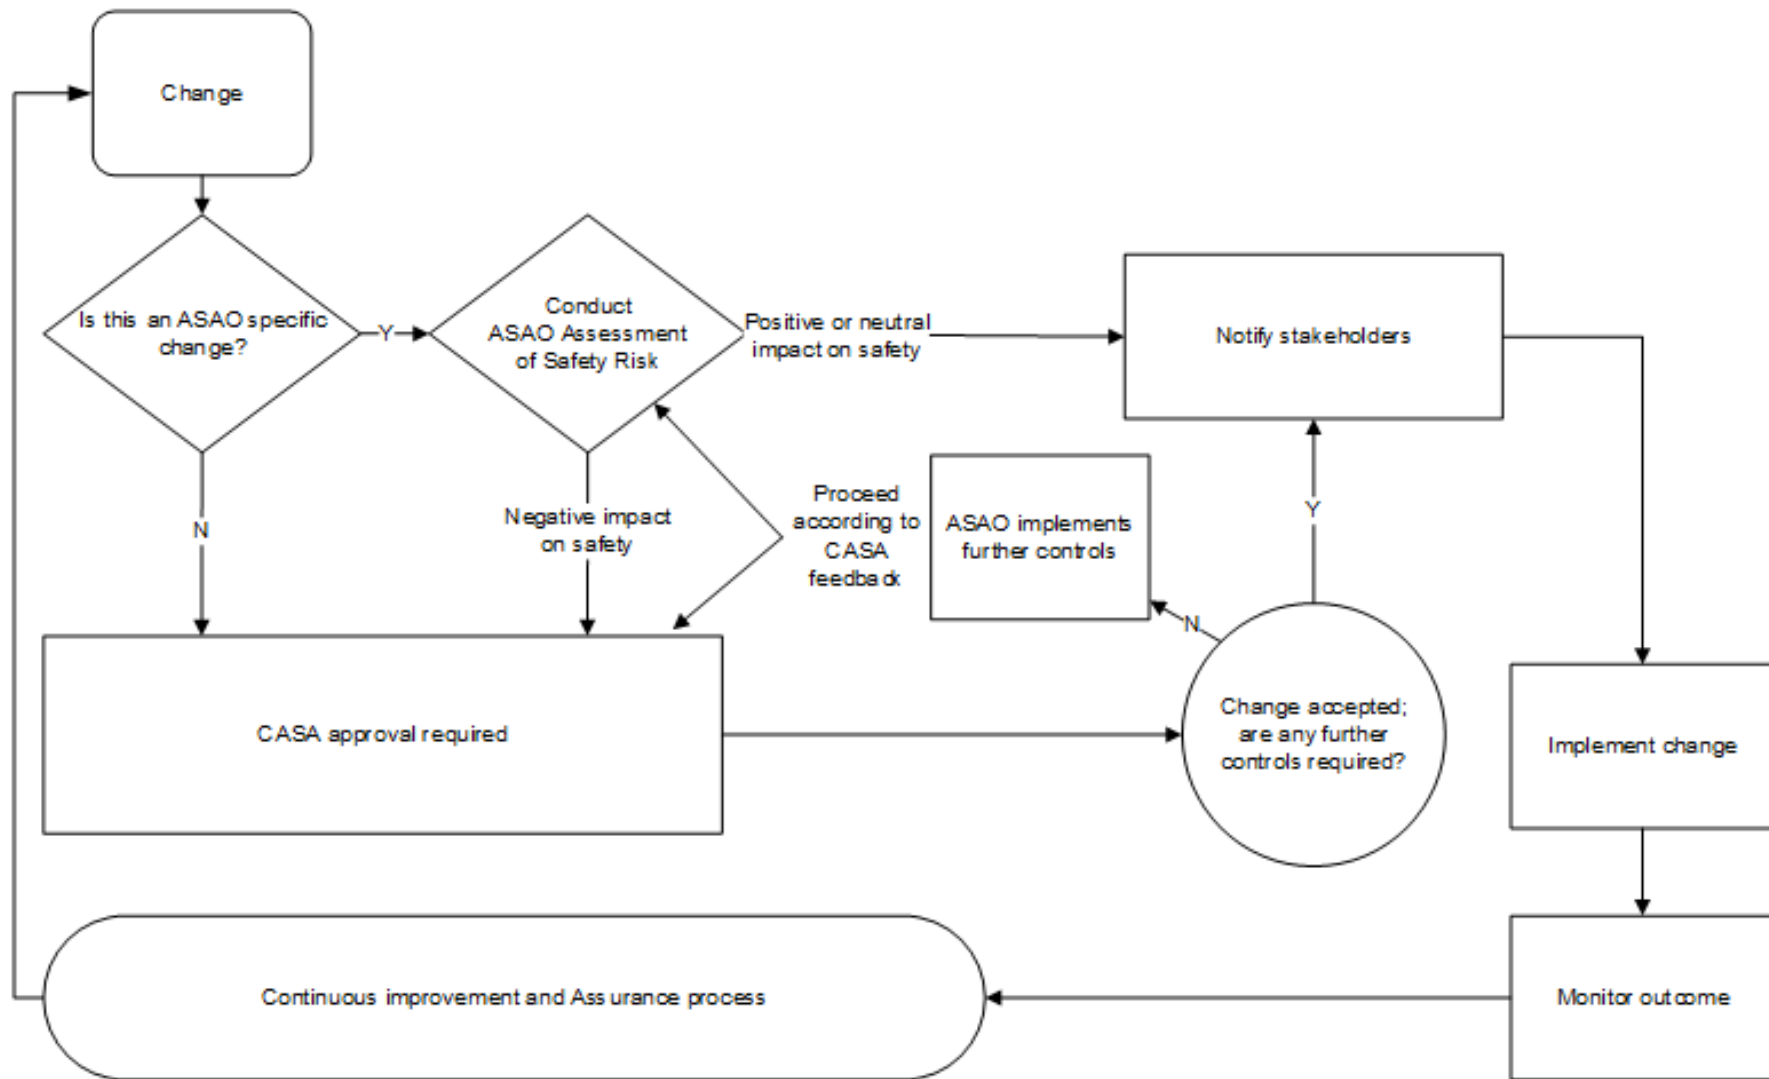 Change
Is this an ASAO specific
change?
Y
Conduct
ASAO Assessment
of Safety Risk
Positive or neutral
impact on safety
Notify stakeholders
N
Negative impact
on safety
Proceed
according to
CASA
feedback
ASAO implements
further controls
Y
N
CASA approval required
Change accepted;
are any further
controls required?
Implement change
Continuous improvement and Assurance process
Monitor outcome